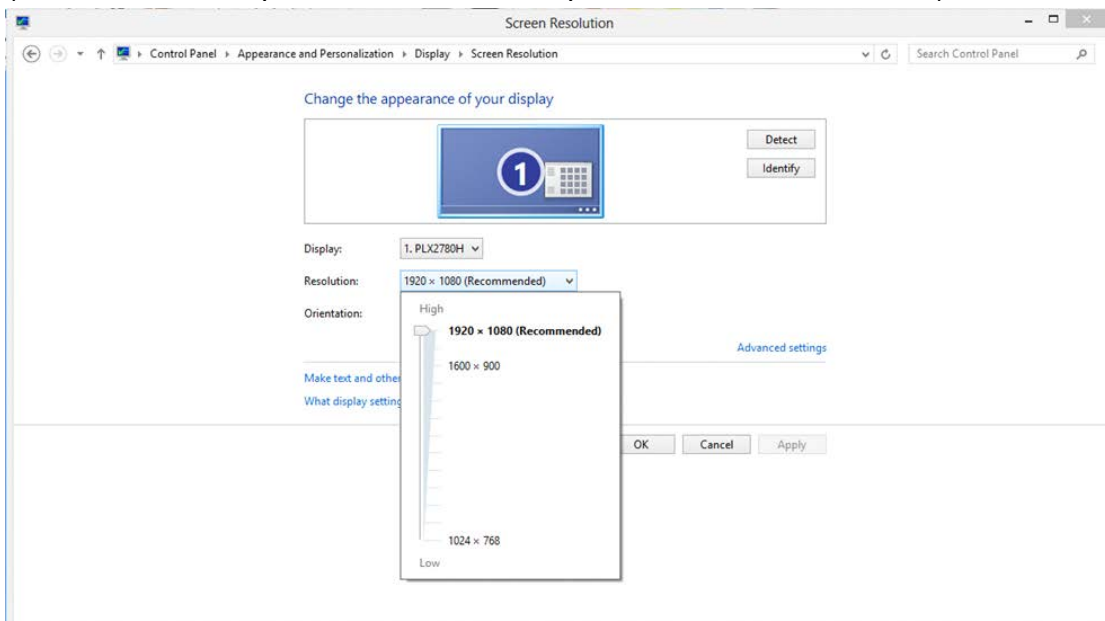 Screen Resolution
Control Panel Appearance and Personalization Display Screen Resolution
Search Control Panel
Change the appearance of your display
1
Detect
Identify
Display: 1. PLX2780H
Resolution: 1920 × 1080 (Recommended)
Orientation:
High
1920 × 1080 (Recommended)
1600 × 900
1024 × 768
Low
Advanced settings
Make text and other
What display setting
OK Cancel Apply